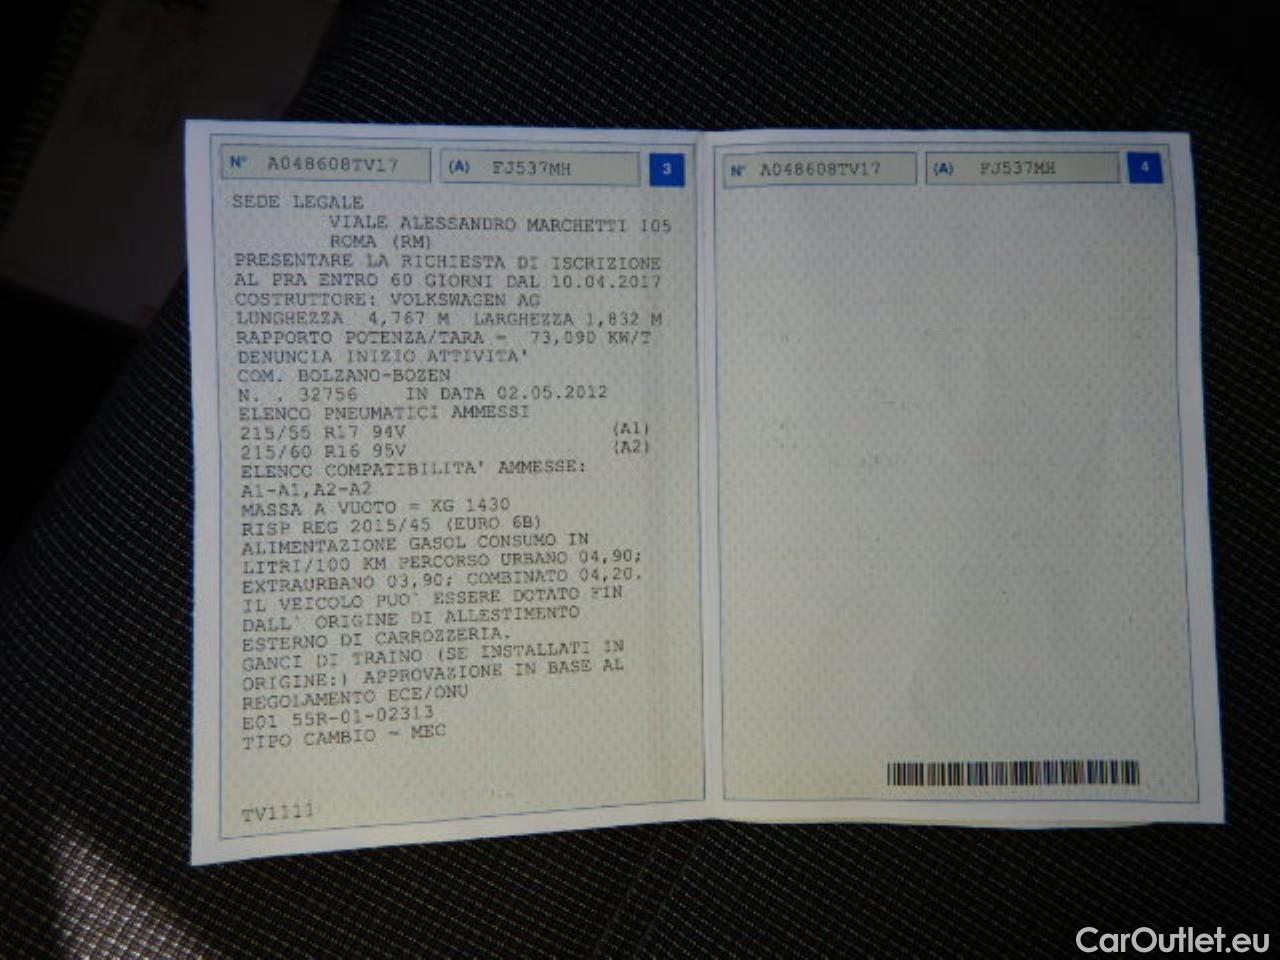 N° A048608TV17 (A) FJ537MH 3
SEDE LEGALE
VIALE ALESSANDRO MARCHETTI 105
ROMA (RM)
PRESENTARE LA RICHIESTA DI ISCRIZIONE
AL PRA ENTRO 60 GIORNI DAL 10.04.2017
COSTRUTTORE: VOLKSWAGEN AG
LUNGHEZZA 4,767 M LARGHEZZA 1,832 M
RAPPORTO POTENZA/TARA = 73,090 KW/T
DENUNCIA INIZIO ATTIVITA'
COM. BOLZANO-BOZEN
N. . 32756 IN DATA 02.05.2012
ELENCO PNEUMATICI AMMESSI
215/55 R17 94V (A1)
215/60 R16 95V (A2)
ELENCO COMPATIBILITA' AMMESSE:
A1-A1,A2-A2
MASSA A VUOTO = KG 1430
RISP REG 2015/45 (EURO 6B)
ALIMENTAZIONE GASOL CONSUMO IN
LITRI/100 KM PERCORSO URBANO 04,90;
EXTRAURBANO 03,90; COMBINATO 04,20.
IL VEICOLO PUO' ESSERE DOTATO FIN
DALL' ORIGINE DI ALLESTIMENTO
ESTERNO DI CARROZZERIA.
GANCI DI TRAINO (SE INSTALLATI IN
ORIGINE:) APPROVAZIONE IN BASE AL
REGOLAMENTO ECE/ONU
E01 55R-01-02313
TIPO CAMBIO = MEC
TV1111
N° A048608TV17 (A) FJ537MH 4
CarOutlet.eu